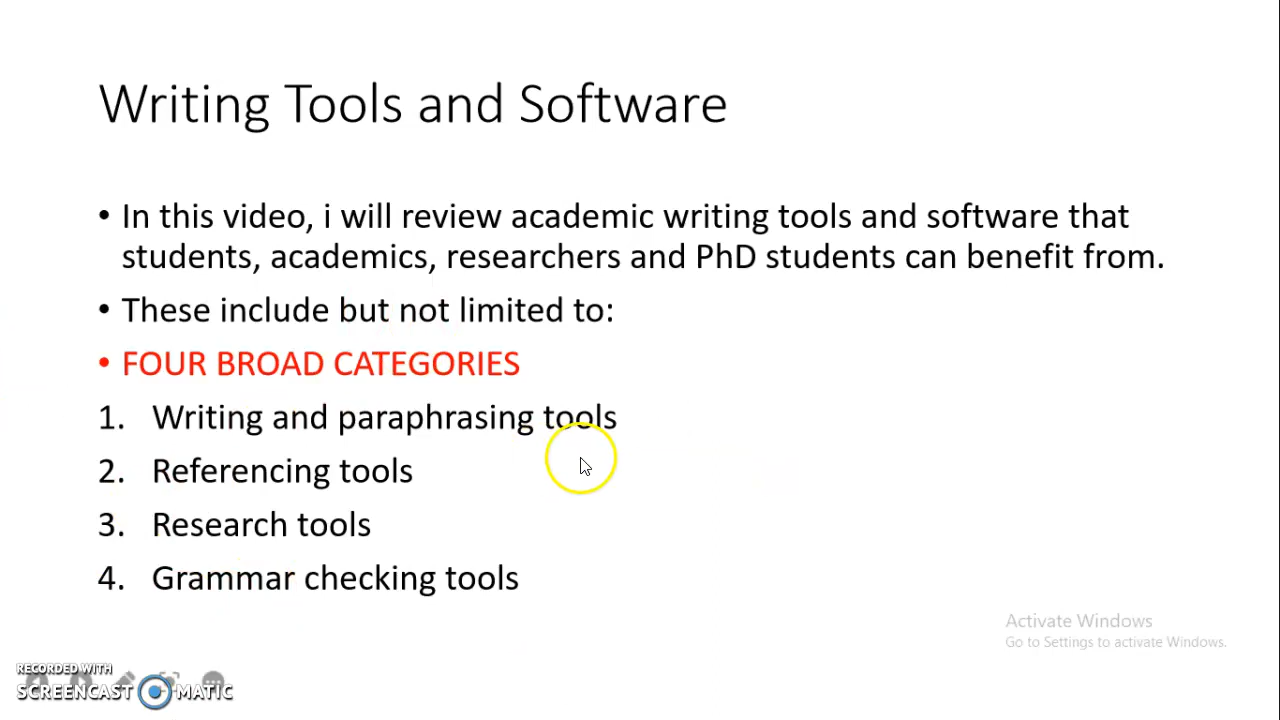 Writing Tools and Software
• In this video, i will review academic writing tools and software that
students, academics, researchers and PhD students can benefit from.
• These include but not limited to:
• FOUR BROAD CATEGORIES
1. Writing and paraphrasing tools
2. Referencing tools
3. Research tools
4. Grammar checking tools
Activate Windows
Go to Settings to activate Windows.
RECORDED WITH
SCREENCAST MATIC